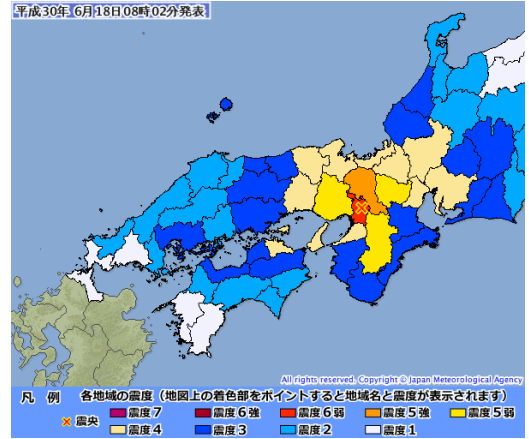 平成30年 6月18日08時02分発表
All rights reserved. Copyright © Japan Meteorological Agency
凡 例 各地域の震度（地図上の着色部をポイントすると地域名と震度が表示されます）
震央 震度7 震度6強 震度6弱 震度5強 震度5弱
震度4 震度3 震度2 震度1